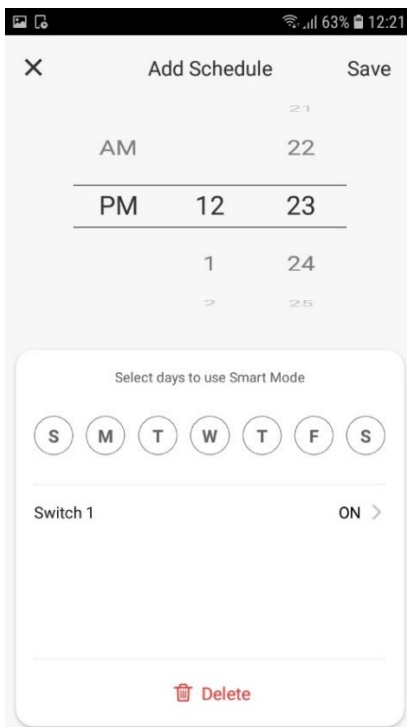 63% 12:21
Add Schedule Save
21
AM 22
PM 12 23
1 24
2 25
Select days to use Smart Mode
S M T W T F S
Switch 1 ON
Delete